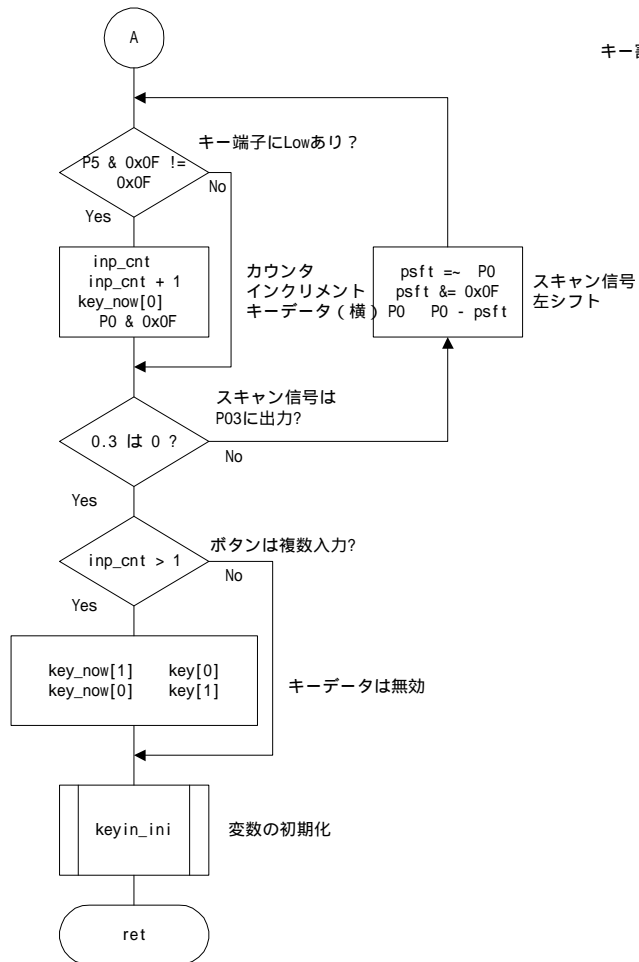 A
キー
キー端子にLowあり？
P5 & 0x0F !=
0x0F
No
Yes
inp_cnt
inp_cnt + 1
key_now[0]
P0 & 0x0F
カウンタ
インクリメント
キーデータ（横）
psft =~ P0
psft &= 0x0F
P0 P0 - psft
スキャン信号
左シフト
スキャン信号は
P03に出力?
0.3 は 0 ?
No
Yes
ボタンは複数入力?
inp_cnt > 1
No
Yes
key_now[1] key[0]
key_now[0] key[1]
キーデータは無効
keyin_ini
変数の初期化
ret